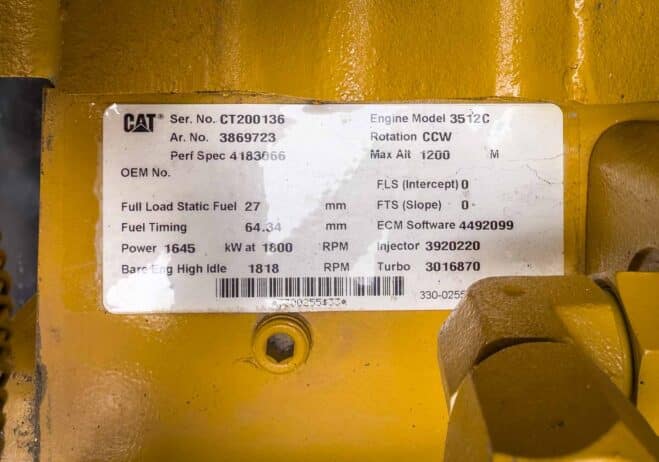 CAT® Ser. No. CT200136 Engine Model 3512C
Ar. No. 3869723 Rotation CCW
Perf Spec 4183066 Max Alt 1200 M
OEM No.
FLS (Intercept) 0
Full Load Static Fuel 27 mm FTS (Slope) 0
Fuel Timing 64.34 mm ECM Software 4492099
Power 1645 kW at 1800 RPM Injector 3920220
Bare Eng High Idle 1818 RPM Turbo 3016870
330-0255